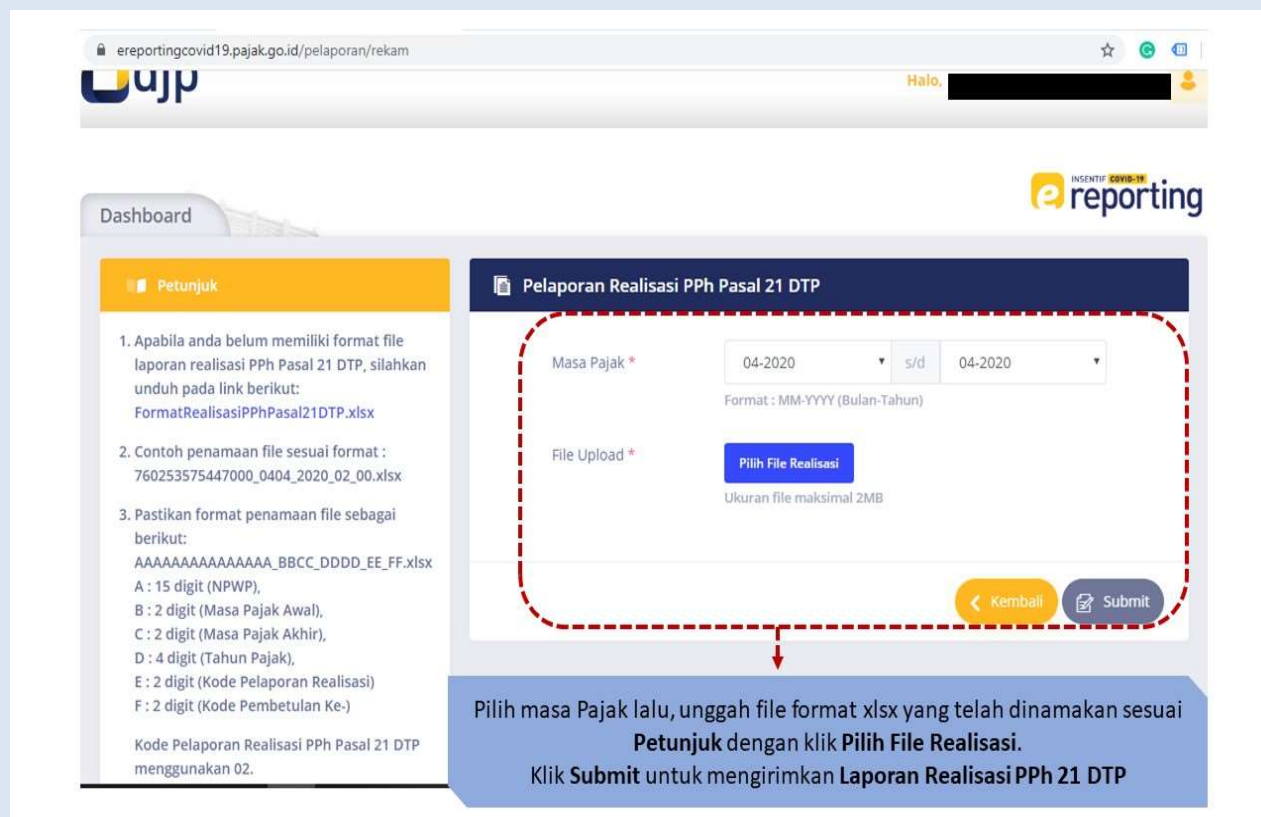 ereportingcovid19.pajak.go.id/pelaporan/rekam
djp
Halo,
INSENTIF COVID-19
e reporting
Dashboard
Petunjuk
1. Apabila anda belum memiliki format file
laporan realisasi PPh Pasal 21 DTP, silahkan
unduh pada link berikut:
FormatRealisasiPPhPasal21DTP.xlsx
2. Contoh penamaan file sesuai format :
760253575447000_0404_2020_02_00.xlsx
3. Pastikan format penamaan file sebagai
berikut:
AAAAAAAAAAAAAAA_BBCC_DDDD_EE_FF.xlsx
A : 15 digit (NPWP),
B : 2 digit (Masa Pajak Awal),
C : 2 digit (Masa Pajak Akhir),
D : 4 digit (Tahun Pajak),
E : 2 digit (Kode Pelaporan Realisasi)
F : 2 digit (Kode Pembetulan Ke-)
Kode Pelaporan Realisasi PPh Pasal 21 DTP
menggunakan 02.
Pelaporan Realisasi PPh Pasal 21 DTP
Masa Pajak * 04-2020 s/d 04-2020
Format : MM-YYYY (Bulan-Tahun)
File Upload * Pilih File Realisasi
Ukuran file maksimal 2MB
Kembali Submit
Pilih masa Pajak lalu, unggah file format xlsx yang telah dinamakan sesuai
Petunjuk dengan klik Pilih File Realisasi.
Klik Submit untuk mengirimkan Laporan Realisasi PPh 21 DTP